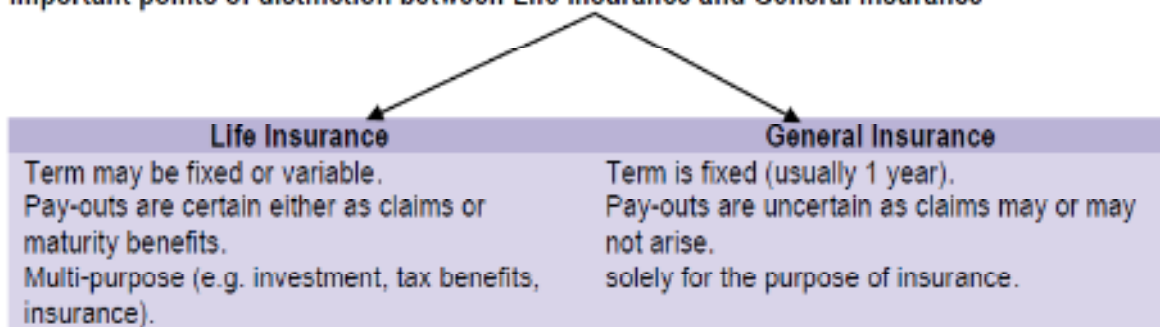 Important points of distinction between Life Insurance and General Insurance
Life Insurance
Term may be fixed or variable.
Pay-outs are certain either as claims or
maturity benefits.
Multi-purpose (e.g. investment, tax benefits,
insurance).
General Insurance
Term is fixed (usually 1 year).
Pay-outs are uncertain as claims may or may
not arise.
solely for the purpose of insurance.